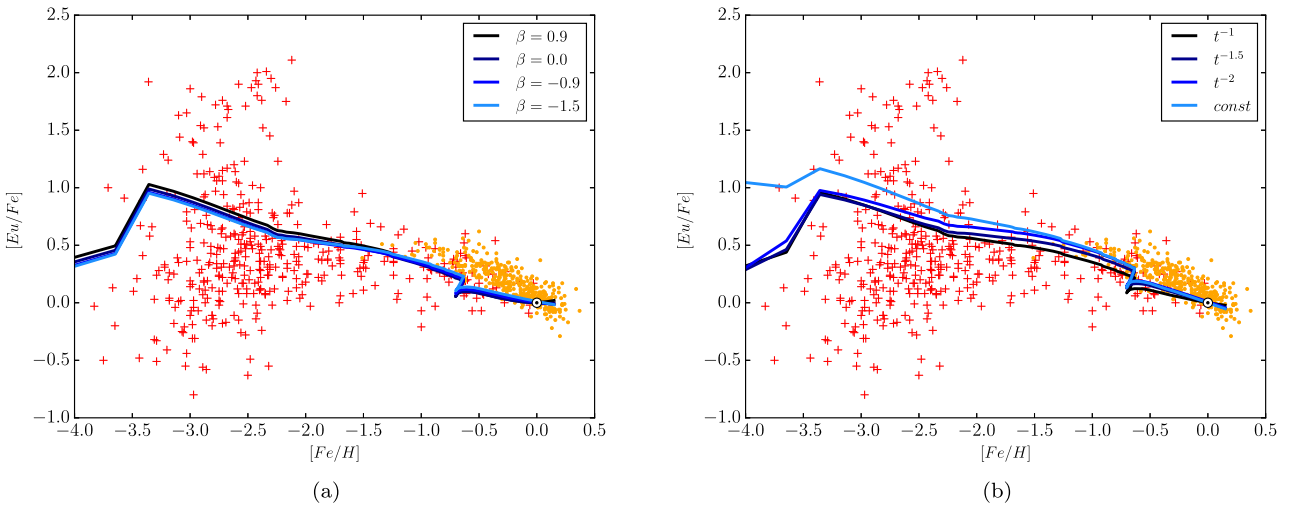 2.5
2.0
1.5
1.0
0.5
0.0
−0.5
−1.0
[Eu/Fe]
−4.0 −3.5 −3.0 −2.5 −2.0 −1.5 −1.0 −0.5 0.0 0.5
[Fe/H]
β = 0.9
β = 0.0
β = −0.9
β = −1.5
(a)
2.5
2.0
1.5
1.0
0.5
0.0
−0.5
−1.0
[Eu/Fe]
−4.0 −3.5 −3.0 −2.5 −2.0 −1.5 −1.0 −0.5 0.0 0.5
[Fe/H]
t⁻¹
t⁻¹·⁵
t⁻²
const
(b)